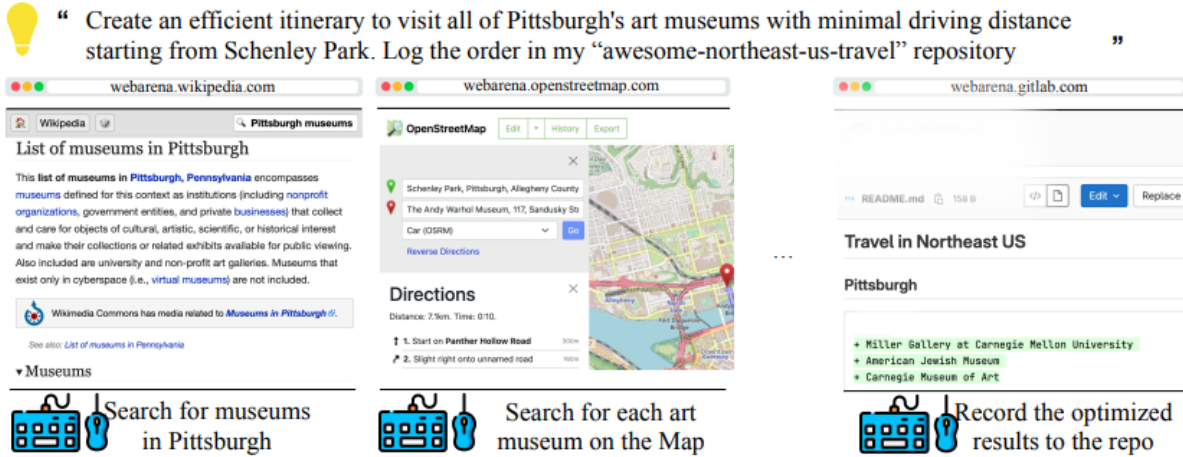 “ Create an efficient itinerary to visit all of Pittsburgh's art museums with minimal driving distance
starting from Schenley Park. Log the order in my “awesome-northeast-us-travel” repository ”
webarena.wikipedia.com
Wikipedia
Pittsburgh museums
List of museums in Pittsburgh
This list of museums in Pittsburgh, Pennsylvania encompasses
museums defined for this context as institutions (including nonprofit
organizations, government entities, and private businesses) that collect
and care for objects of cultural, artistic, scientific, or historical interest
and make their collections or related exhibits available for public viewing.
Also included are university and non-profit art galleries. Museums that
exist only in cyberspace (i.e., virtual museums) are not included.
Wikimedia Commons has media related to Museums in Pittsburgh
See also: List of museums in Pennsylvania
▾Museums
Search for museums
in Pittsburgh
webarena.openstreetmap.com
OpenStreetMap
Edit
History
Export
Schenley Park, Pittsburgh, Allegheny County
The Andy Warhol Museum, 117, Sandusky Str
Car (OSRM)
Go
Reverse Directions
Directions
Distance: 7.1km. Time: 0:10.
1. Start on Panther Hollow Road
300m
2. Slight right onto unnamed road
Allegheny
Search for each art
museum on the Map
...
webarena.gitlab.com
README.md
158 B
</>
Edit
Replace
Travel in Northeast US
Pittsburgh
+ Miller Gallery at Carnegie Mellon University
+ American Jewish Museum
+ Carnegie Museum of Art
Record the optimized
results to the repo